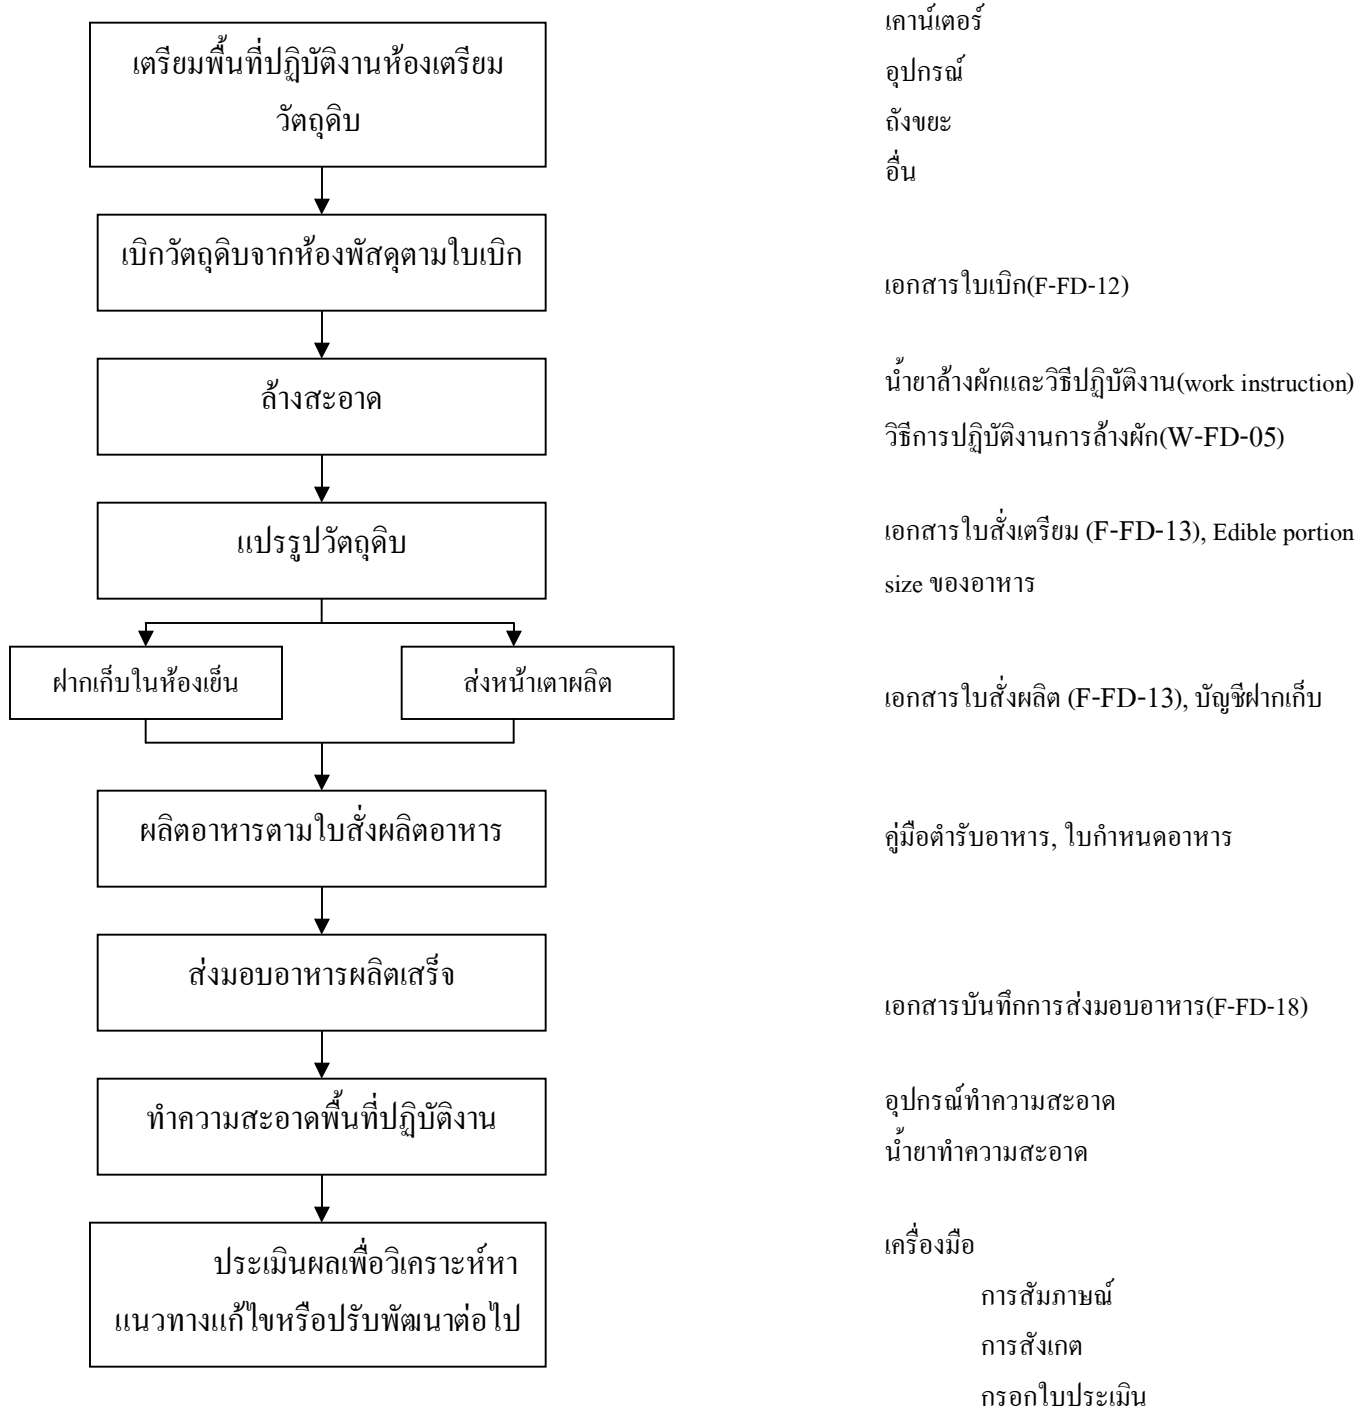 เตรียมพื้นที่ปฏิบัติงานห้องเตรียม
วัตถุดิบ
เคาน์เตอร์
อุปกรณ์
ถังขยะ
อื่น
เบิกวัตถุดิบจากห้องพัสดุตามใบเบิก
เอกสารใบเบิก(F-FD-12)
ล้างสะอาด
น้ำยาล้างผักและวิธีปฏิบัติงาน(work instruction)
วิธีการปฏิบัติงานการล้างผัก(W-FD-05)
แปรรูปวัตถุดิบ
เอกสารใบสั่งเตรียม (F-FD-13), Edible portion
size ของอาหาร
ฝากเก็บในห้องเย็น
ส่งหน้าเตาผลิต
เอกสารใบสั่งผลิต (F-FD-13), บัญชีฝากเก็บ
ผลิตอาหารตามใบสั่งผลิตอาหาร
คู่มือตำรับอาหาร, ใบกำหนดอาหาร
ส่งมอบอาหารผลิตเสร็จ
เอกสารบันทึกการส่งมอบอาหาร(F-FD-18)
ทำความสะอาดพื้นที่ปฏิบัติงาน
อุปกรณ์ทำความสะอาด
น้ำยาทำความสะอาด
ประเมินผลเพื่อวิเคราะห์หา
แนวทางแก้ไขหรือปรับพัฒนาต่อไป
เครื่องมือ
การสัมภาษณ์
การสังเกต
กรอกใบประเมิน